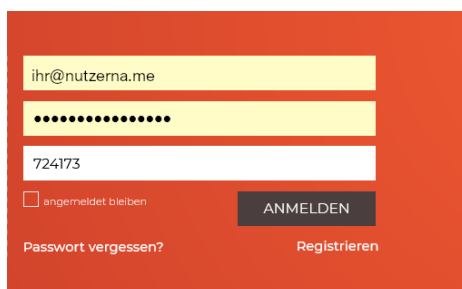 ihr@nutzerna.me
●●●●●●●●●●●●●●●●
724173
angemeldet bleiben
ANMELDEN
Passwort vergessen?
Registrieren